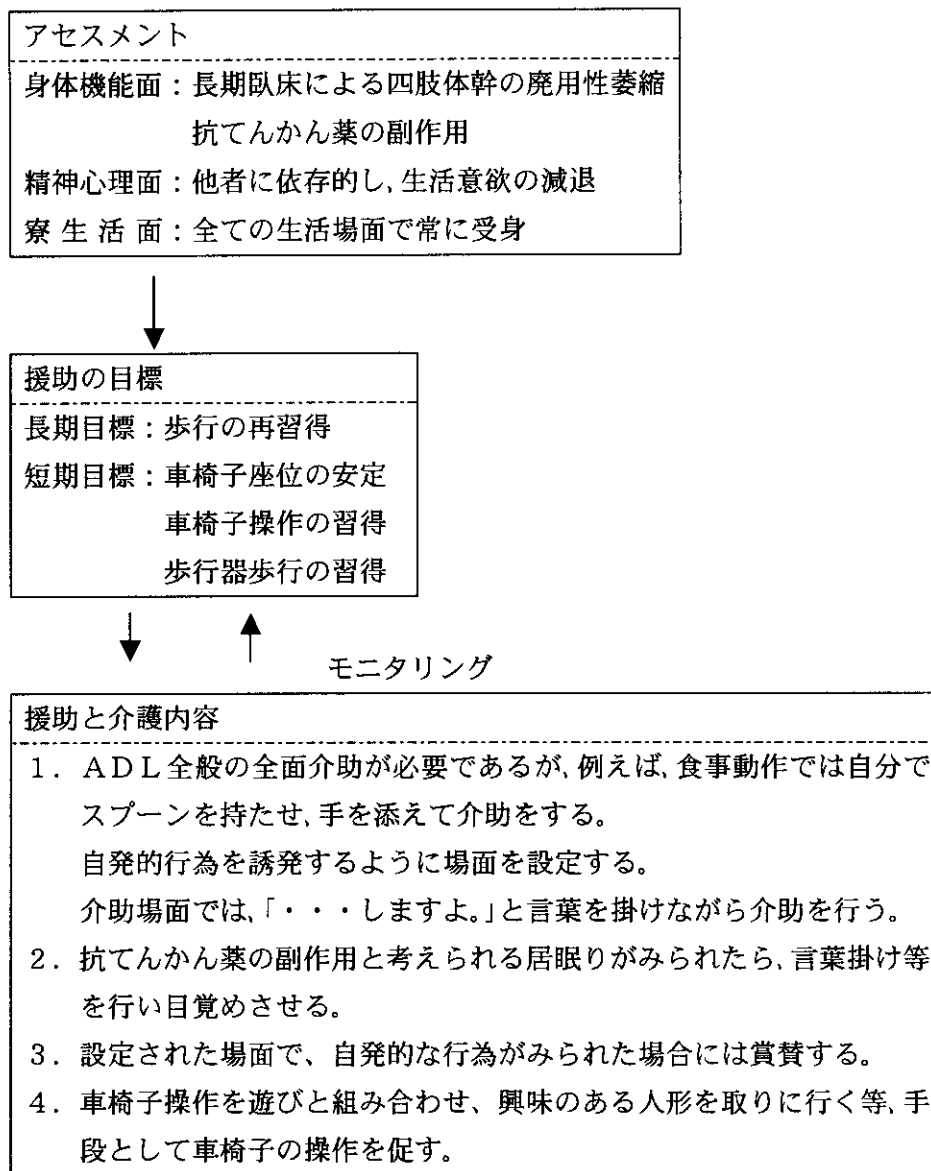 アセスメント
身体機能面:長期臥床による四肢体幹の廃用性萎縮
抗てんかん薬の副作用
精神心理面:他者に依存的し,生活意欲の減退
寮生活面:全ての生活場面で常に受身
援助の目標
長期目標:歩行の再習得
短期目標:車椅子座位の安定
車椅子操作の習得
歩行器歩行の習得
モニタリング
援助と介護内容
1.ADL全般の全面介助が必要であるが,例えば,食事動作では自分で
スプーンを持たせ,手を添えて介助をする。
自発的行為を誘発するように場面を設定する。
介助場面では,「・・・しますよ。」と言葉を掛けながら介助を行う。
2.抗てんかん薬の副作用と考えられる居眠りがみられたら,言葉掛け等
を行い目覚めさせる。
3.設定された場面で、自発的な行為がみられた場合には賞賛する。
4.車椅子操作を遊びと組み合わせ、興味のある人形を取りに行く等,手
段として車椅子の操作を促す。